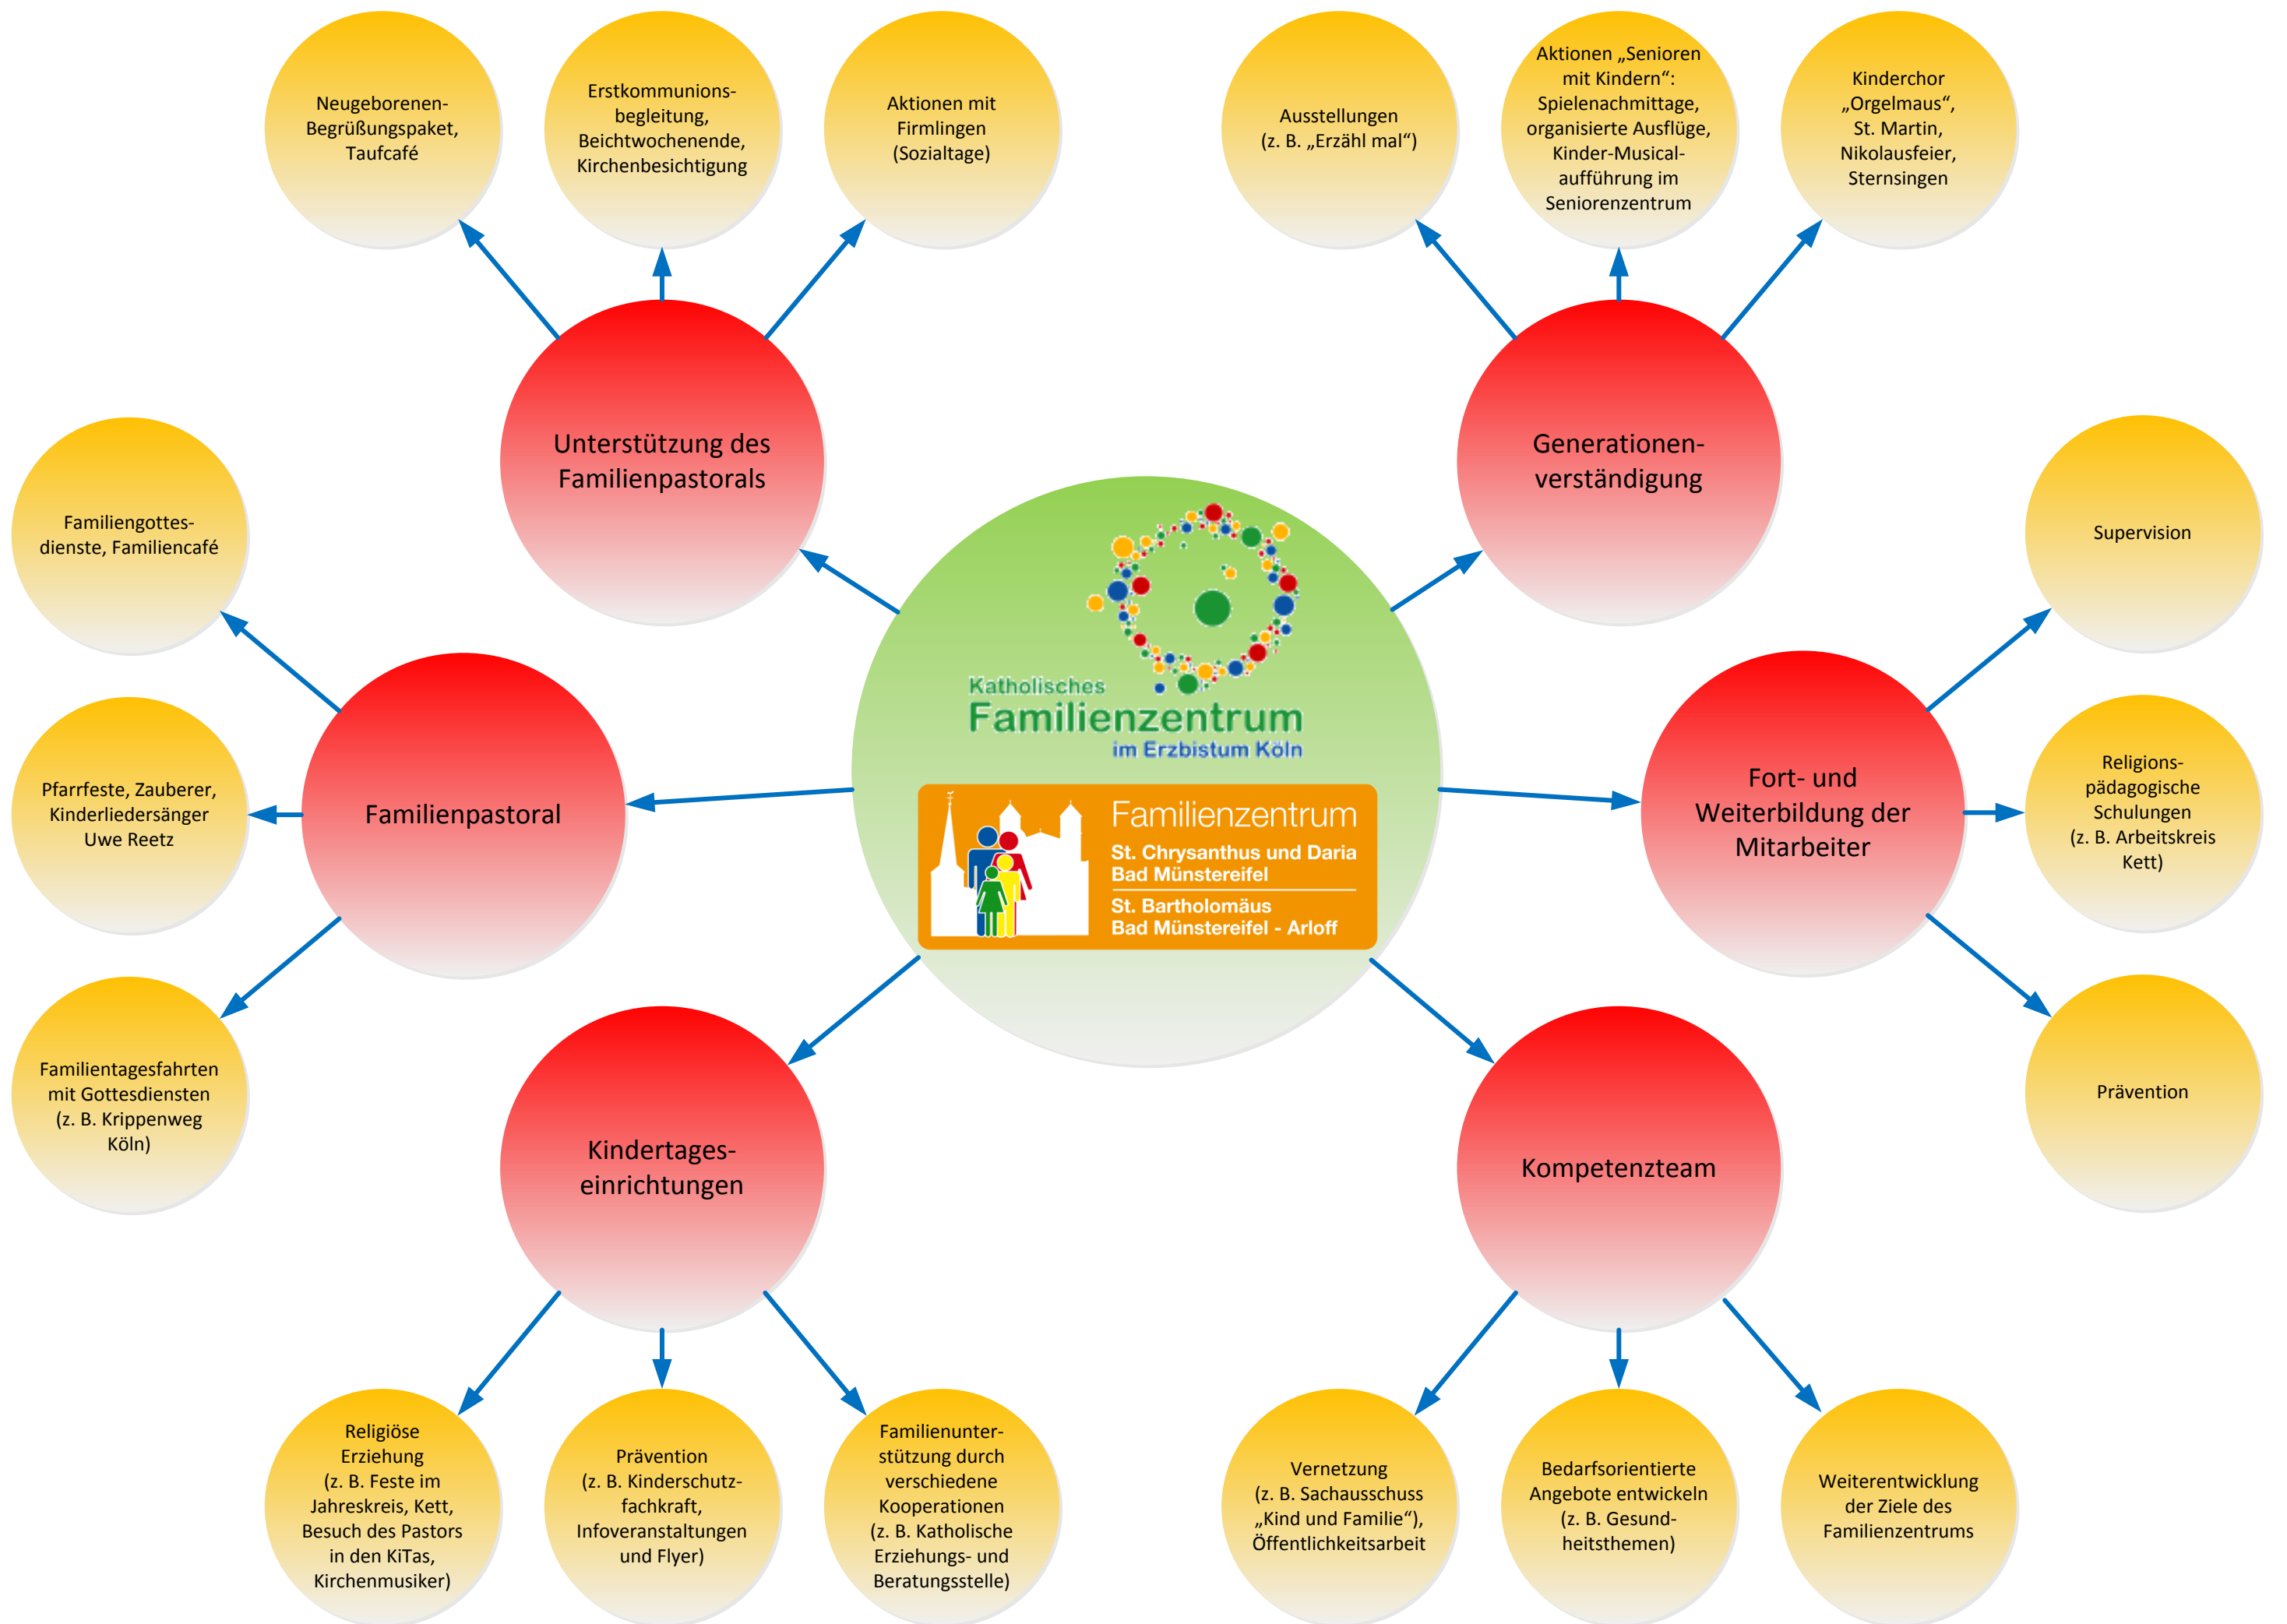 Neugeborenen-
Begrüßungspaket,
Taufcafé
Erstkommunions-
begleitung,
Beichtwochenende,
Kirchenbesichtigung
Aktionen mit
Firmlingen
(Sozialtage)
Ausstellungen
(z. B. „Erzähl mal“)
Aktionen „Senioren
mit Kindern“:
Spielenachmittage,
organisierte Ausflüge,
Kinder-Musical-
aufführung im
Seniorenzentrum
Kinderchor
„Orgelmaus“,
St. Martin,
Nikolausfeier,
Sternsingen
Unterstützung des
Familienpastorals
Generationen-
verständigung
Familiengottes-
dienste, Familiencafé
Supervision
Katholisches
Familienzentrum
im Erzbistum Köln
Pfarrfeste, Zauberer,
Kinderliedersänger
Uwe Reetz
Familienpastoral
Familienzentrum
St. Chrysanthus und Daria
Bad Münstereifel
St. Bartholomäus
Bad Münstereifel - Arloff
Fort- und
Weiterbildung der
Mitarbeiter
Religions-
pädagogische
Schulungen
(z. B. Arbeitskreis
Kett)
Familientagesfahrten
mit Gottesdiensten
(z. B. Krippenweg
Köln)
Prävention
Kindertages-
einrichtungen
Kompetenzteam
Religiöse
Erziehung
(z. B. Feste im
Jahreskreis, Kett,
Besuch des Pastors
in den KiTas,
Kirchenmusiker)
Prävention
(z. B. Kinderschutz-
fachkraft,
Infoveranstaltungen
und Flyer)
Familienunter-
stützung durch
verschiedene
Kooperationen
(z. B. Katholische
Erziehungs- und
Beratungsstelle)
Vernetzung
(z. B. Sachausschuss
„Kind und Familie“),
Öffentlichkeitsarbeit
Bedarfsorientierte
Angebote entwickeln
(z. B. Gesund-
heitsthemen)
Weiterentwicklung
der Ziele des
Familienzentrums